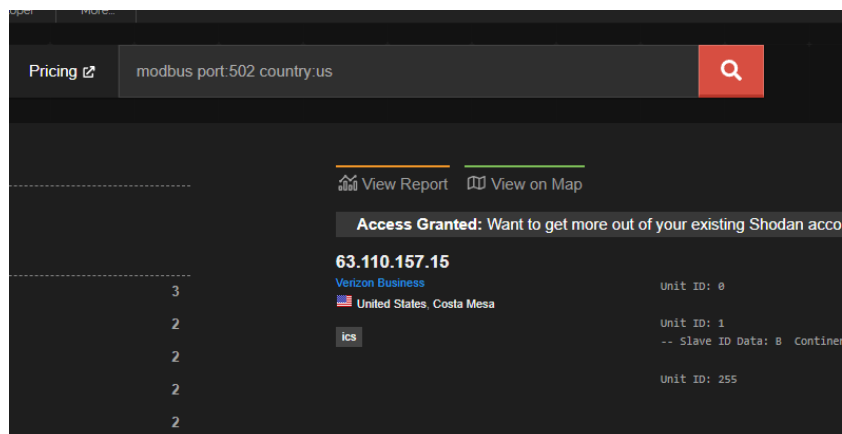 More...
Pricing
modbus port:502 country:us
View Report
View on Map
Access Granted: Want to get more out of your existing Shodan acco
63.110.157.15
Verizon Business
United States, Costa Mesa
ics
Unit ID: 0
Unit ID: 1
-- Slave ID Data: B Contine
Unit ID: 255
3
2
2
2
2